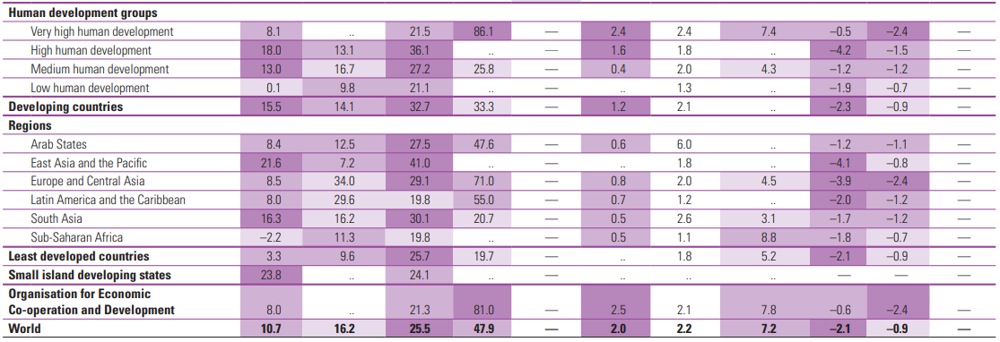 Human development groups
Very high human development 8.1 .. 21.5 86.1 — 2.4 2.4 7.4 –0.5 –2.4 —
High human development 18.0 13.1 36.1 .. — 1.6 1.8 .. –4.2 –1.5 —
Medium human development 13.0 16.7 27.2 25.8 — 0.4 2.0 4.3 –1.2 –1.2 —
Low human development 0.1 9.8 21.1 .. — .. 1.3 .. –1.9 –0.7 —
Developing countries 15.5 14.1 32.7 33.3 — 1.2 2.1 .. –2.3 –0.9 —
Regions
Arab States 8.4 12.5 27.5 47.6 — 0.6 6.0 .. –1.2 –1.1 —
East Asia and the Pacific 21.6 7.2 41.0 .. — .. 1.8 .. –4.1 –0.8 —
Europe and Central Asia 8.5 34.0 29.1 71.0 — 0.8 2.0 4.5 –3.9 –2.4 —
Latin America and the Caribbean 8.0 29.6 19.8 55.0 — 0.7 1.2 .. –2.0 –1.2 —
South Asia 16.3 16.2 30.1 20.7 — 0.5 2.6 3.1 –1.7 –1.2 —
Sub-Saharan Africa –2.2 11.3 19.8 .. — 0.5 1.1 8.8 –1.8 –0.7 —
Least developed countries 3.3 9.6 25.7 19.7 — .. 1.8 5.2 –2.1 –0.9 —
Small island developing states 23.8 .. 24.1 .. — .. .. .. — — —
Organisation for Economic
Co-operation and Development 8.0 .. 21.3 81.0 — 2.5 2.1 7.8 –0.6 –2.4 —
World 10.7 16.2 25.5 47.9 — 2.0 2.2 7.2 –2.1 –0.9 —